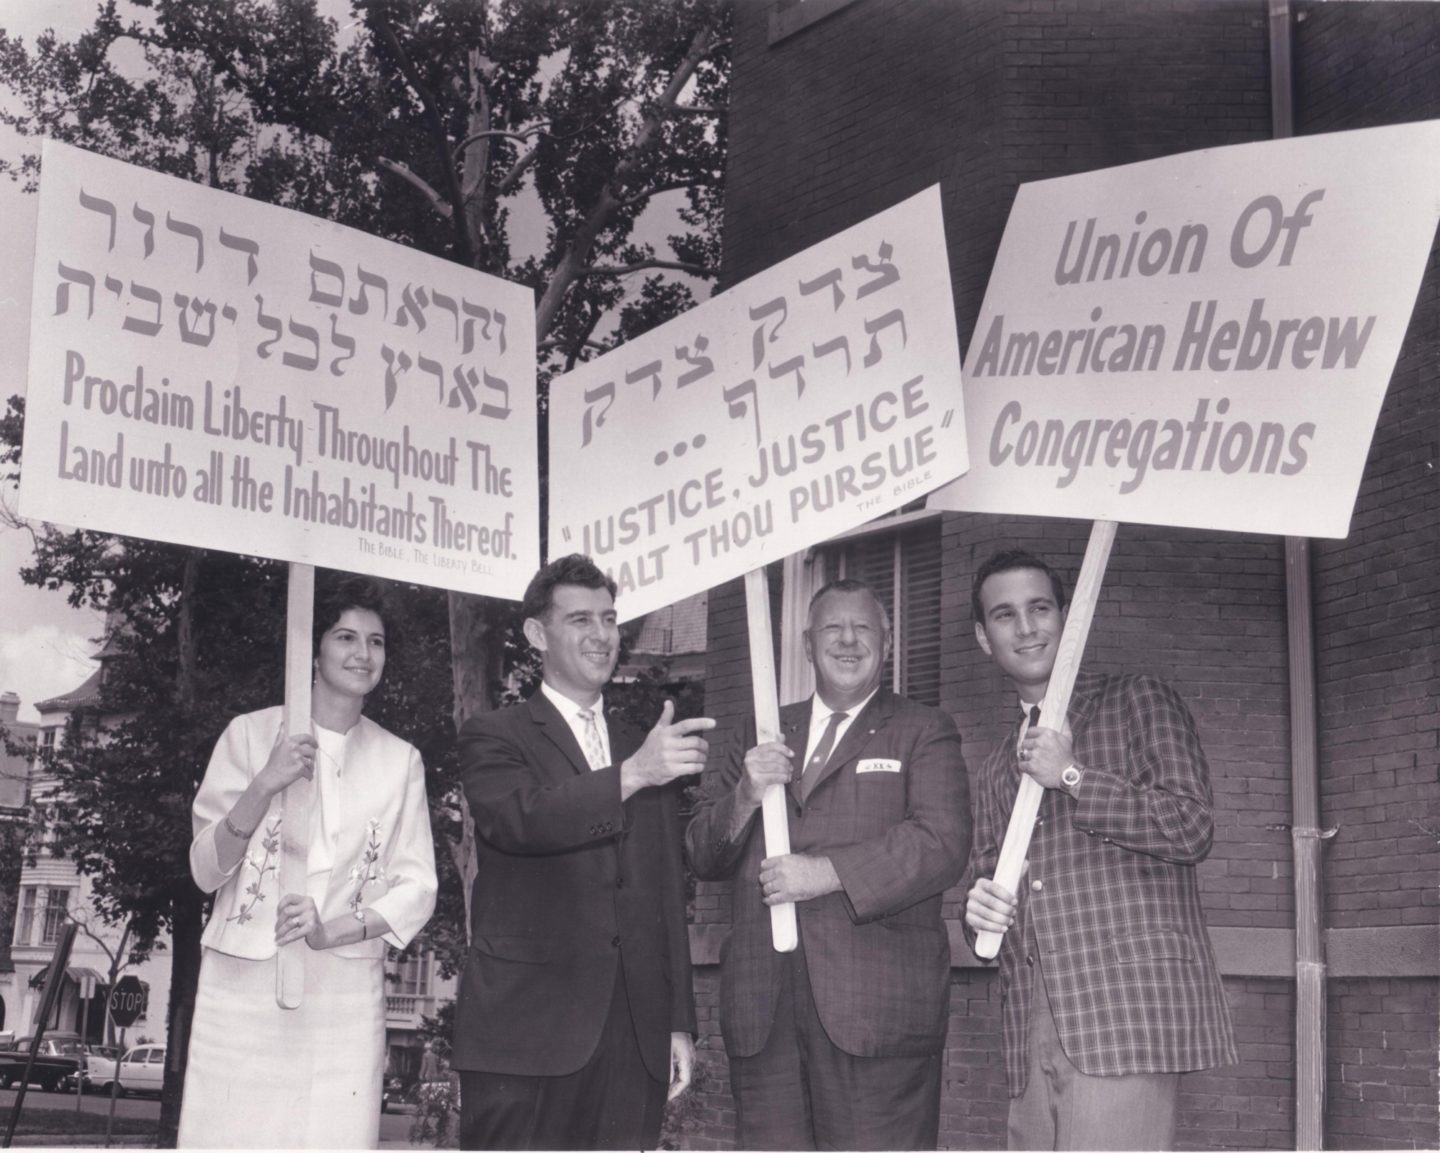 וקראתם דרור
בארץ לכל ישביה
Proclaim Liberty Throughout The
Land unto all the Inhabitants Thereof.
THE BIBLE, THE LIBERTY BELL
צדק צדק
תרדף ...
"JUSTICE, JUSTICE
HALT THOU PURSUE"
THE BIBLE
Union Of
American Hebrew
Congregations
STOP